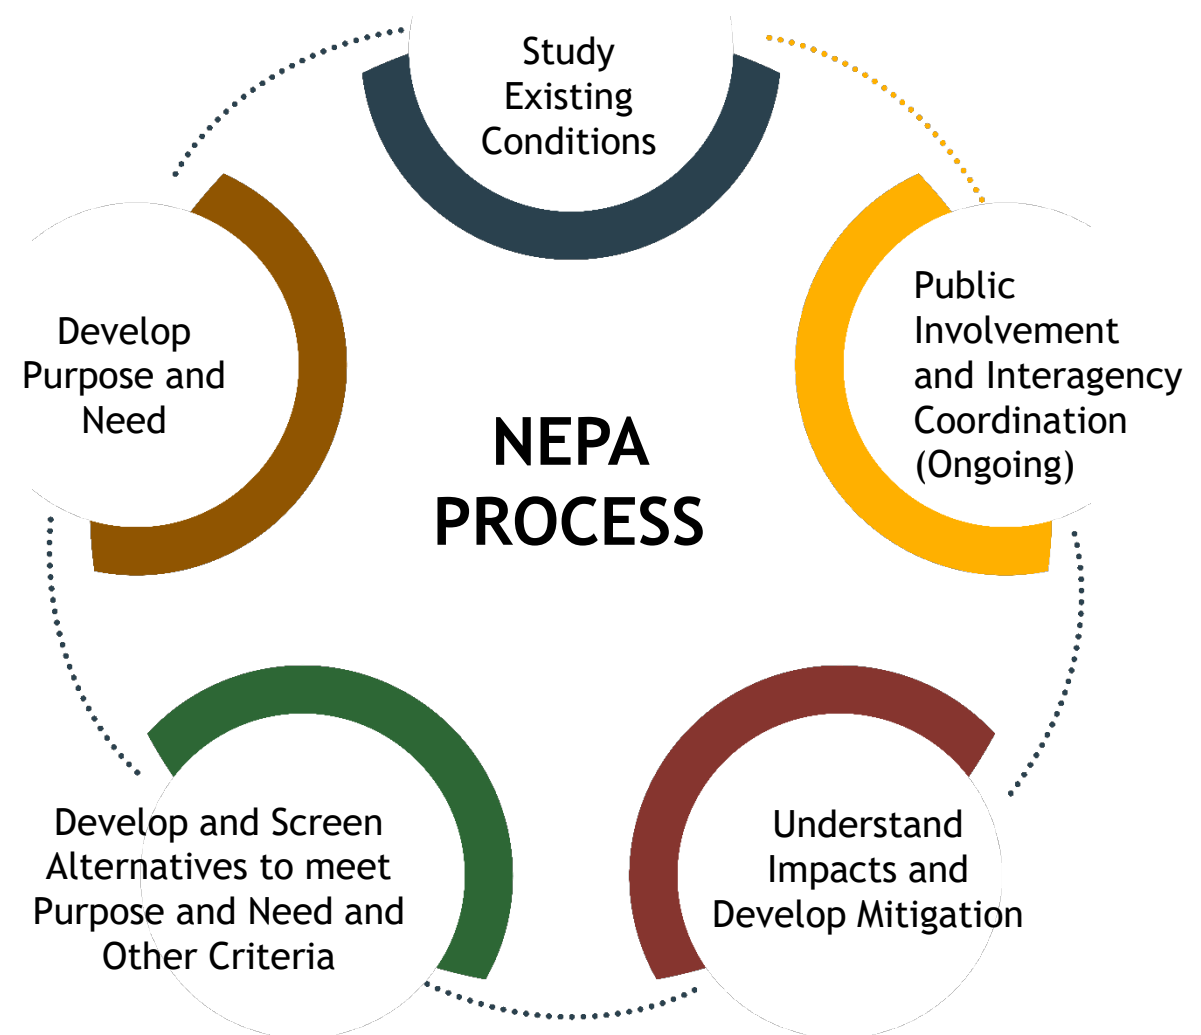 Study
Existing
Conditions
Public
Involvement
and Interagency
Coordination
(Ongoing)
Develop
Purpose and
Need
NEPA
PROCESS
Develop and Screen
Alternatives to meet
Purpose and Need and
Other Criteria
Understand
Impacts and
Develop Mitigation